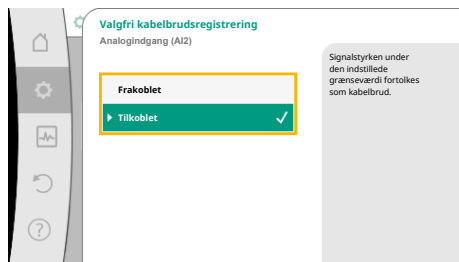 Valgfri kabelbrudsregistrering
Analogindgang (AI2)
Frakoblet
Tilkoblet
Signalstyrken under
den indstillede
grænseværdi fortolkes
som kabelbrud.